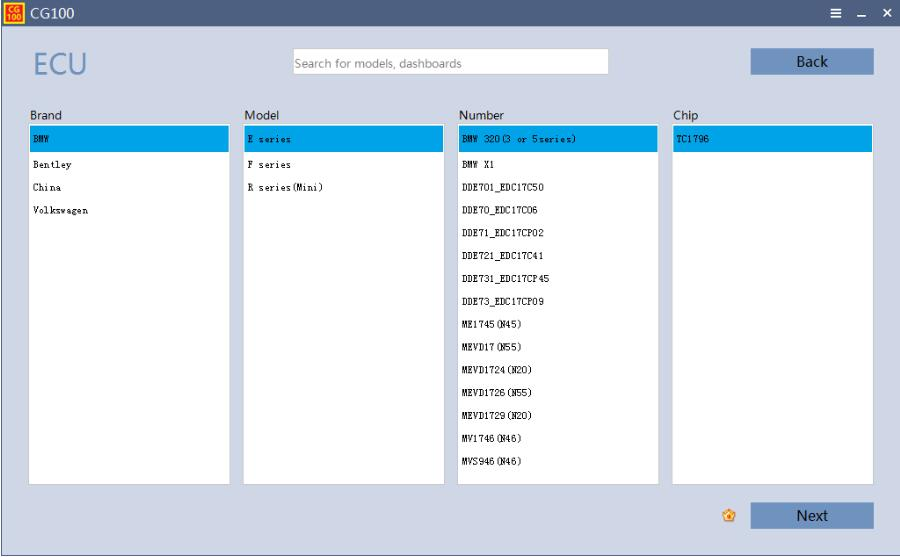 CG
100
CG100
ECU
Search for models, dashboards
Back
Brand
BMW
Bentley
China
Volkswagen
Model
E series
F series
R series(Mini)
Number
BMW 320(3 or 5series)
BMW X1
DDE701_EDC17C50
DDE70_EDC17C06
DDE71_EDC17CP02
DDE721_EDC17C41
DDE731_EDC17CP45
DDE73_EDC17CP09
ME1745(N45)
MEVD17(N55)
MEVD1724(N20)
MEVD1726(N55)
MEVD1729(N20)
MV1746(N46)
MVS946(N46)
Chip
TC1796
Next